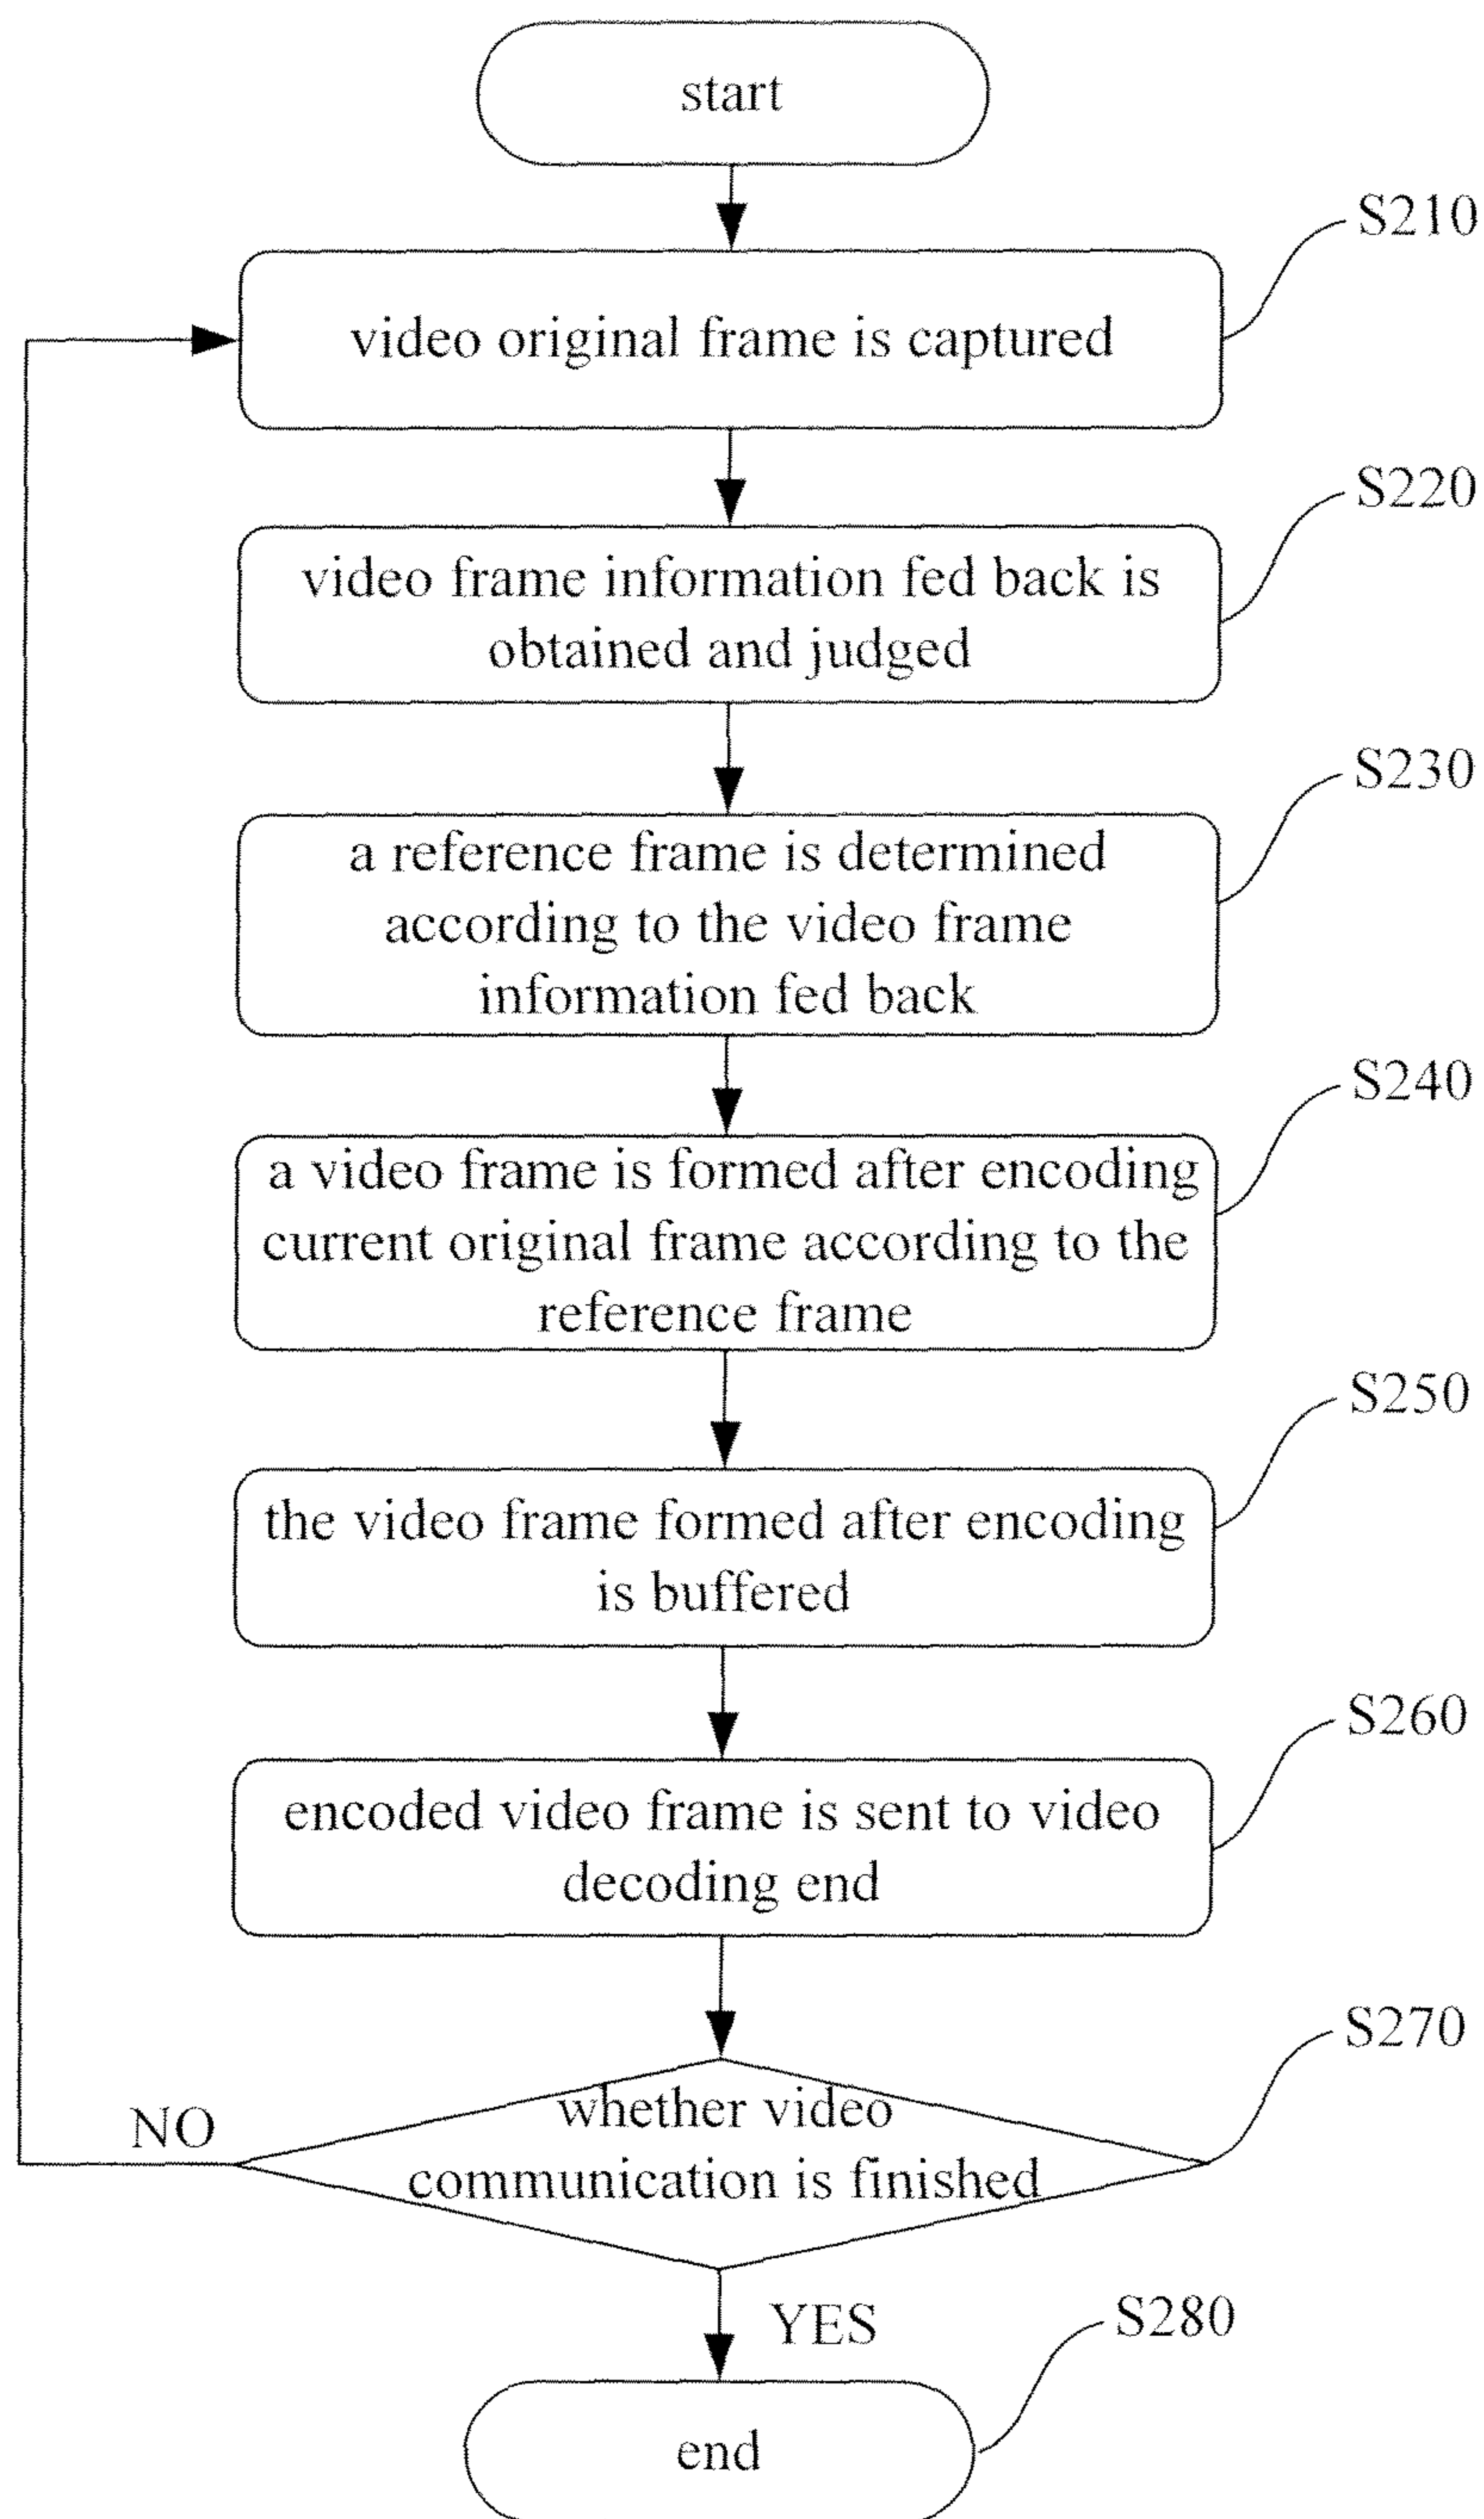 start
S210
video original frame is captured
S220
video frame information fed back is
obtained and judged
S230
a reference frame is determined
according to the video frame
information fed back
S240
a video frame is formed after encoding
current original frame according to the
reference frame
S250
the video frame formed after encoding
is buffered
S260
encoded video frame is sent to video
decoding end
S270
whether video
communication is finished
NO
YES
S280
end